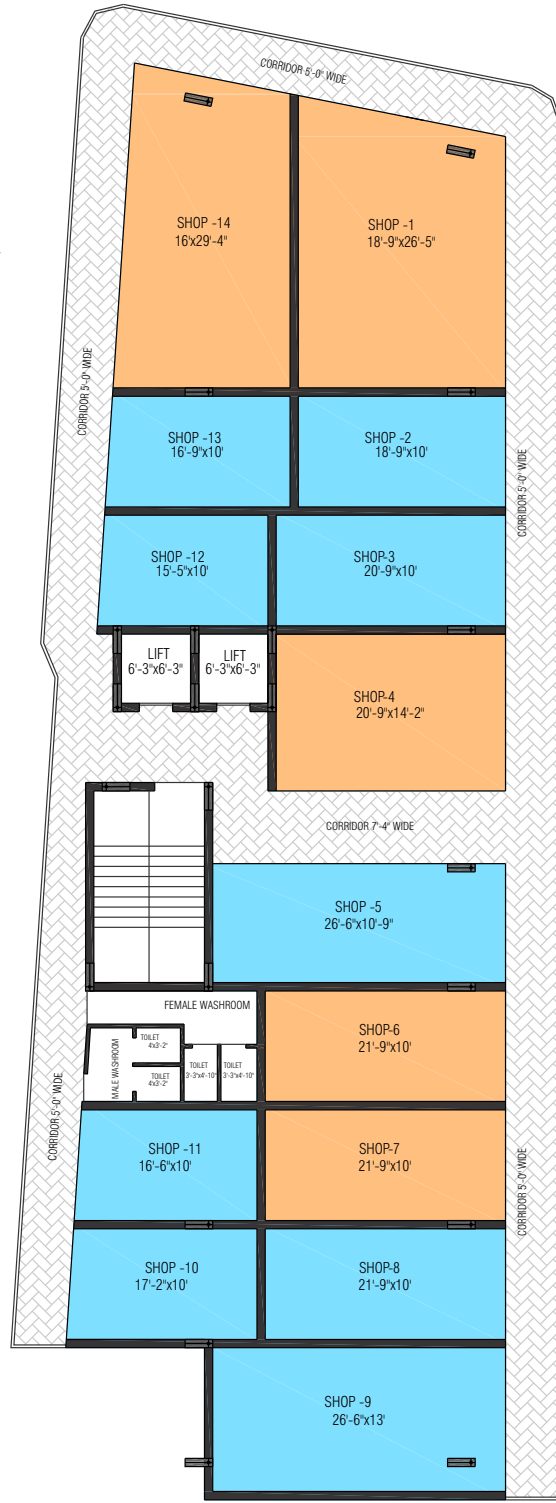 CORRIDOR 5'-0" WIDE
SHOP -14
16'x29'-4"
SHOP -1
18'-9"x26'-5"
CORRIDOR 5'-0" WIDE
SHOP -13
16'-9"x10'
SHOP -2
18'-9"x10'
CORRIDOR 5'-0" WIDE
SHOP -12
15'-5"x10'
SHOP-3
20'-9"x10'
LIFT
6'-3"x6'-3"
LIFT
6'-3"x6'-3"
SHOP-4
20'-9"x14'-2"
CORRIDOR 7'-4" WIDE
SHOP -5
26'-6"x10'-9"
FEMALE WASHROOM
SHOP-6
21'-9"x10'
MALE WASHROOM
TOILET
4'x3'-2"
TOILET
4'x3'-2"
TOILET
3'-3"x4'-10"
TOILET
3'-3"x4'-10"
CORRIDOR 5'-0" WIDE
SHOP -11
16'-6"x10'
SHOP-7
21'-9"x10'
CORRIDOR 5'-0" WIDE
SHOP -10
17'-2"x10'
SHOP-8
21'-9"x10'
SHOP -9
26'-6"x13'